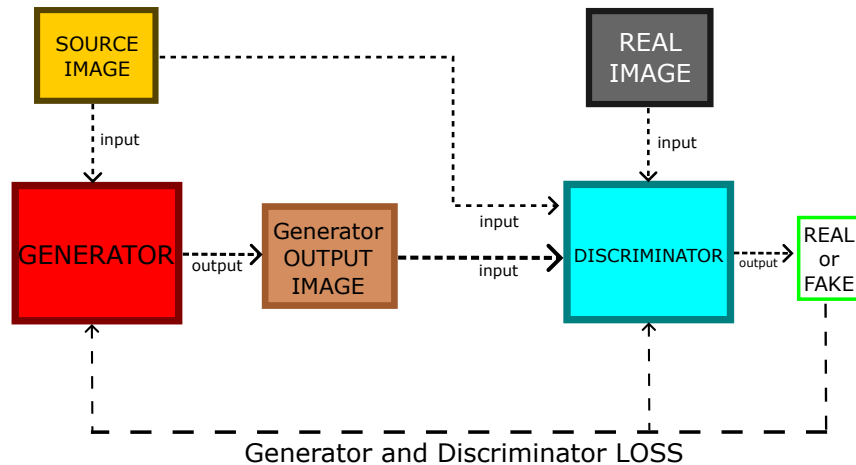 SOURCE
IMAGE
REAL
IMAGE
input
input
GENERATOR
output
Generator
OUTPUT
IMAGE
input
input
DISCRIMINATOR
output
REAL
or
FAKE
Generator and Discriminator LOSS